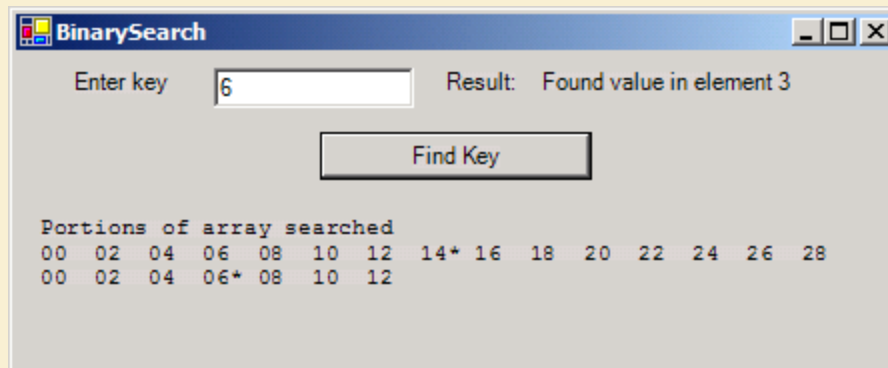 BinarySearch
Enter key 6 Result: Found value in element 3
Find Key
Portions of array searched
00 02 04 06 08 10 12 14* 16 18 20 22 24 26 28
00 02 04 06* 08 10 12